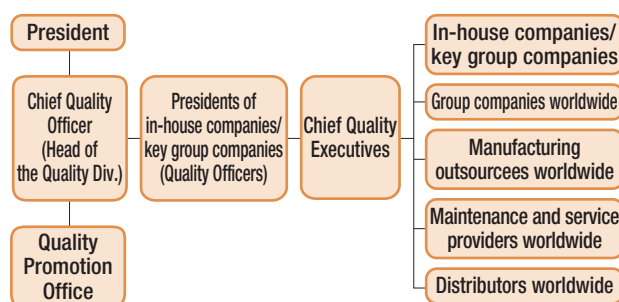 President
Chief Quality
Officer
(Head of
the Quality Div.)
Quality
Promotion
Office
Presidents of
in-house companies/
key group companies
(Quality Officers)
Chief Quality
Executives
In-house companies/
key group companies
Group companies worldwide
Manufacturing
outsourcees worldwide
Maintenance and service
providers worldwide
Distributors worldwide